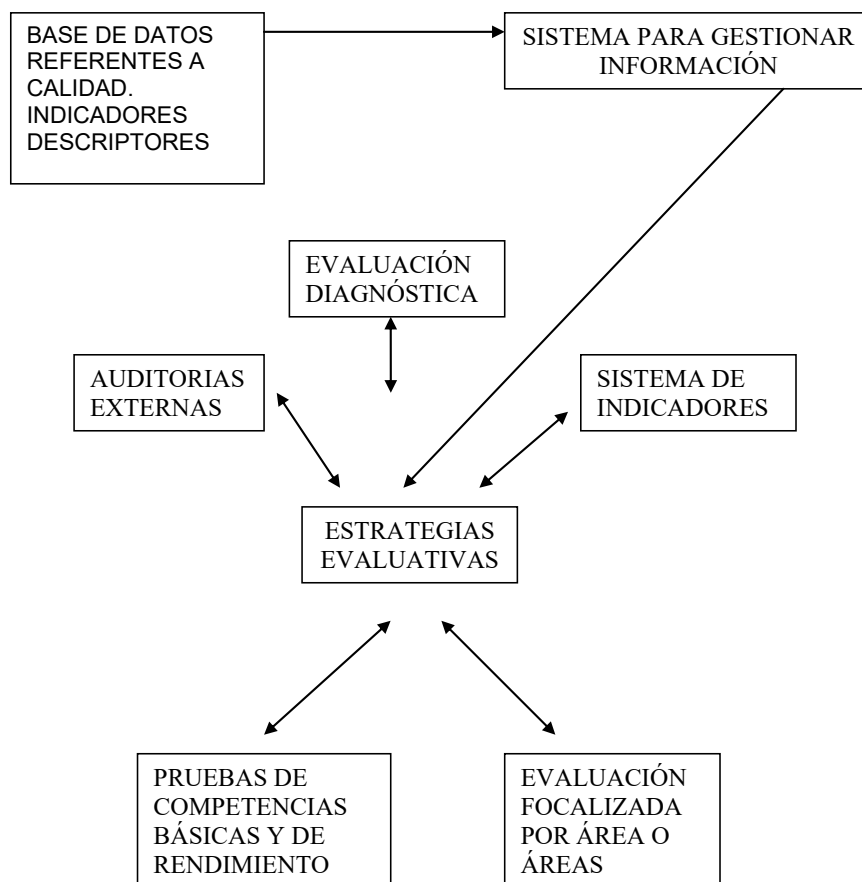 BASE DE DATOS
REFERENTES A
CALIDAD.
INDICADORES
DESCRIPTORES
SISTEMA PARA GESTIONAR
INFORMACIÓN
EVALUACIÓN
DIAGNÓSTICA
AUDITORIAS
EXTERNAS
SISTEMA DE
INDICADORES
ESTRATEGIAS
EVALUATIVAS
PRUEBAS DE
COMPETENCIAS
BÁSICAS Y DE
RENDIMIENTO
EVALUACIÓN
FOCALIZADA
POR ÁREA O
ÁREAS